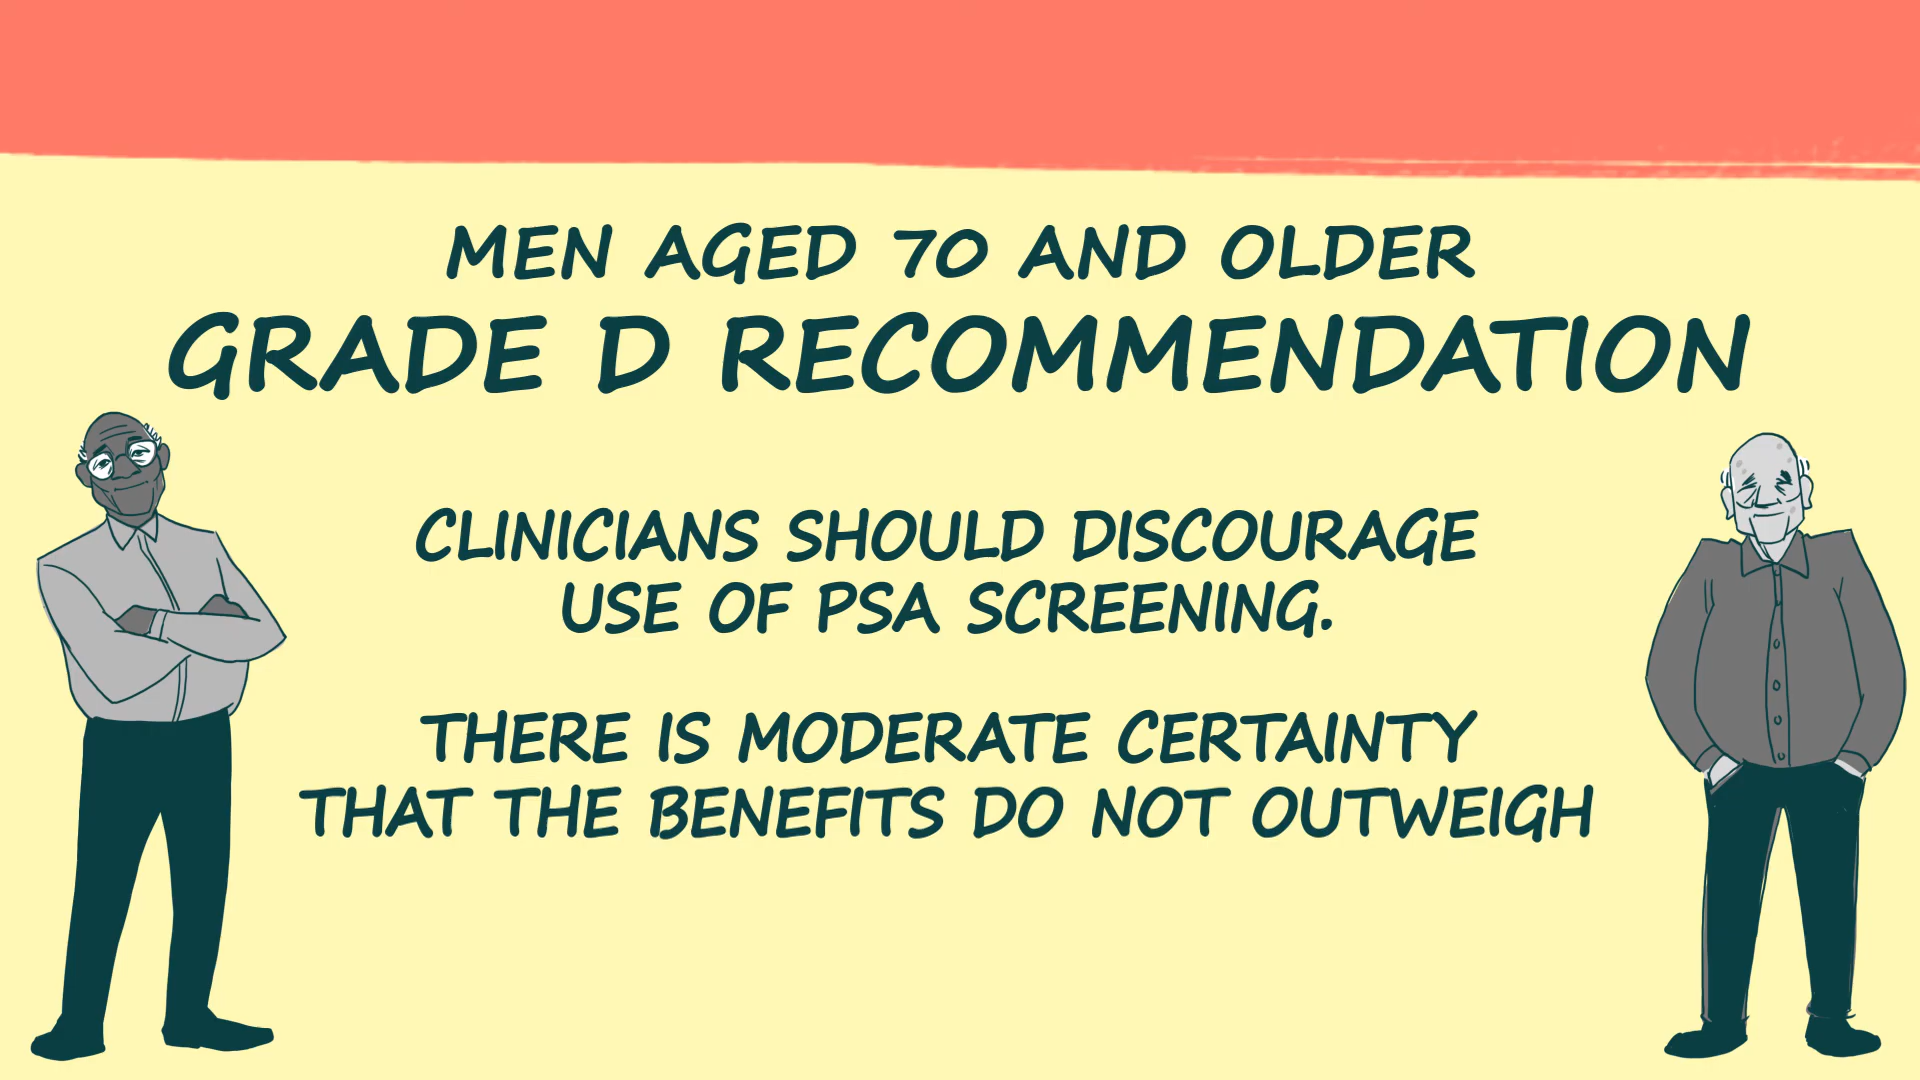 MEN AGED 70 AND OLDER
GRADE D RECOMMENDATION
CLINICIANS SHOULD DISCOURAGE
USE OF PSA SCREENING.
THERE IS MODERATE CERTAINTY
THAT THE BENEFITS DO NOT OUTWEIGH